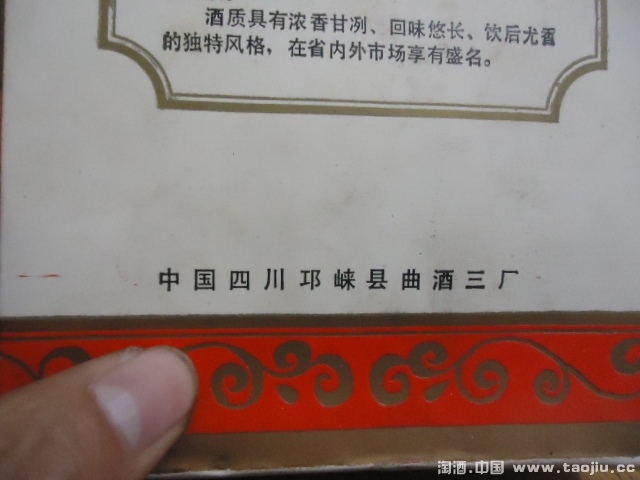 酒质具有浓香甘冽、回味悠长、饮后尤香
的独特风格，在省内外市场享有盛名。
中国四川邛崃县曲酒三厂
淘酒.中国 www.taojiu.cc